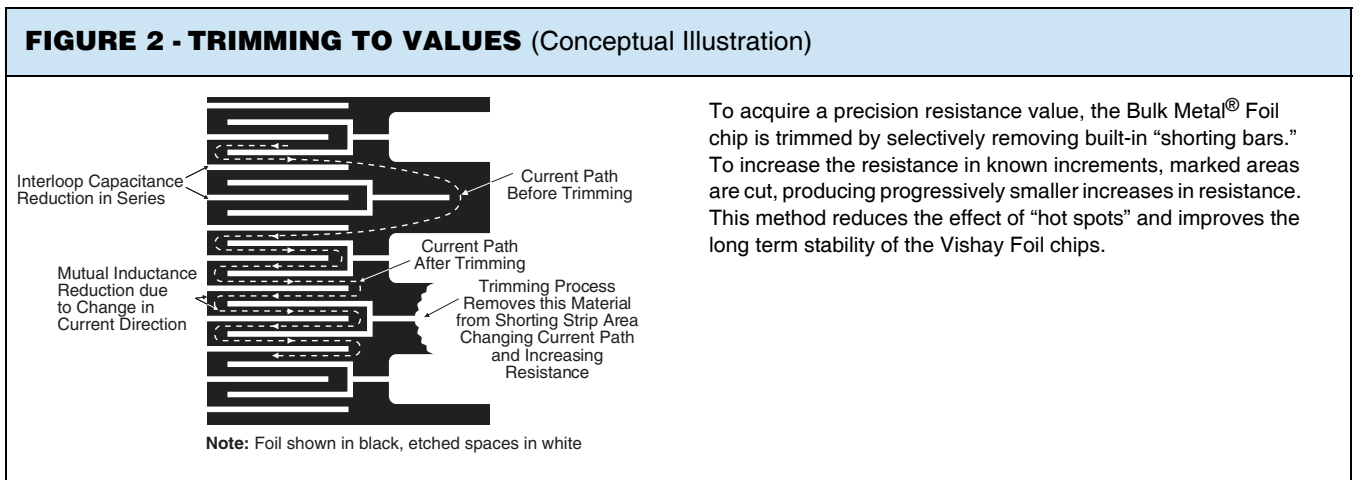 FIGURE 2 - TRIMMING TO VALUES (Conceptual Illustration)
Interloop Capacitance
Reduction in Series
Mutual Inductance
Reduction due
to Change in
Current Direction
Current Path
Before Trimming
Current Path
After Trimming
Trimming Process
Removes this Material
from Shorting Strip Area
Changing Current Path
and Increasing
Resistance
Note: Foil shown in black, etched spaces in white
To acquire a precision resistance value, the Bulk Metal® Foil
chip is trimmed by selectively removing built-in “shorting bars.”
To increase the resistance in known increments, marked areas
are cut, producing progressively smaller increases in resistance.
This method reduces the effect of “hot spots” and improves the
long term stability of the Vishay Foil chips.